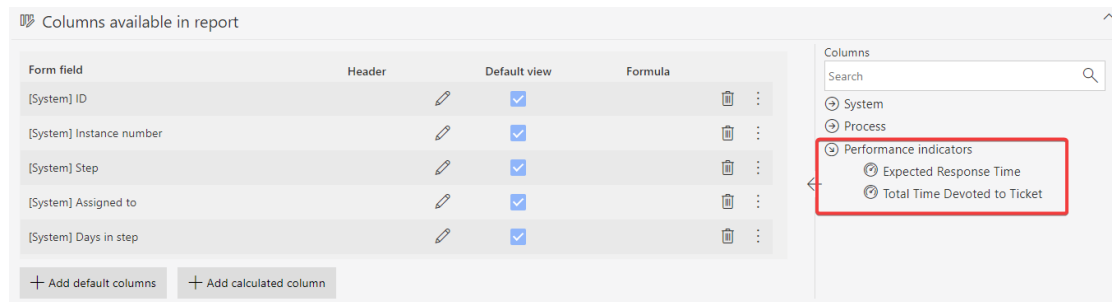 Columns available in report
Form field Header Default view Formula
[System] ID
[System] Instance number
[System] Step
[System] Assigned to
[System] Days in step
Add default columns Add calculated column
Columns
Search
System
Process
Performance indicators
Expected Response Time
Total Time Devoted to Ticket